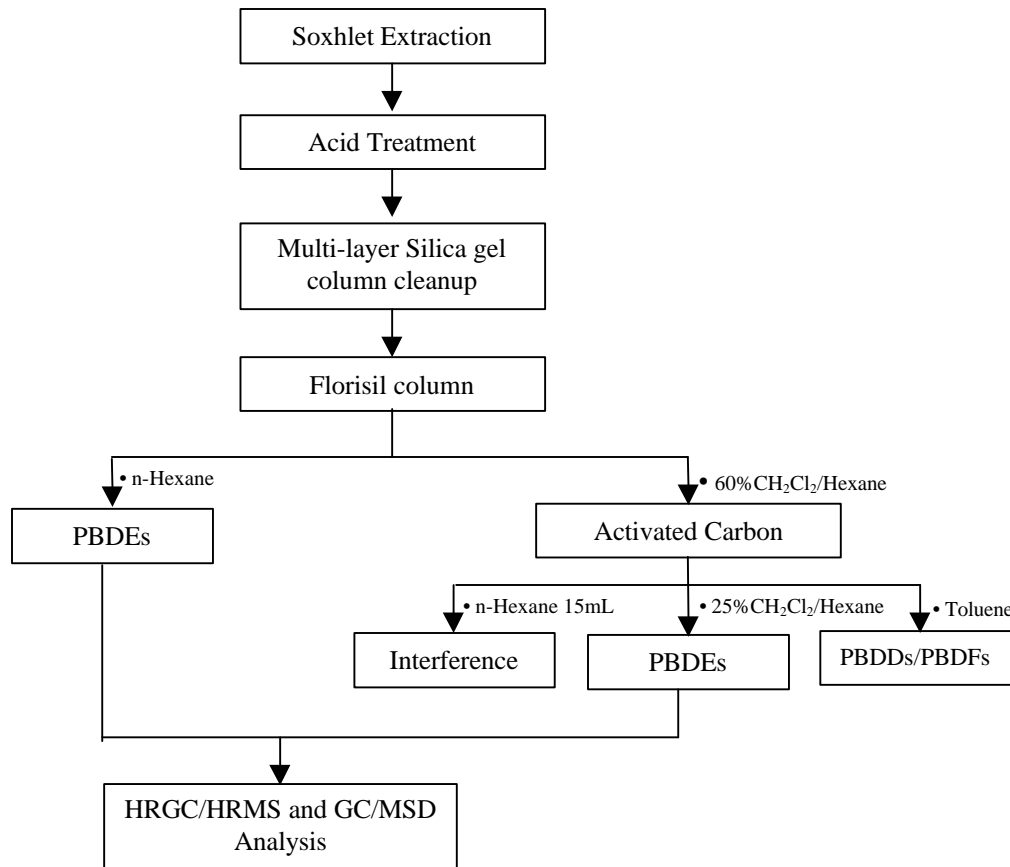 Soxhlet Extraction
Acid Treatment
Multi-layer Silica gel
column cleanup
Florisil column
• n-Hexane
• 60%CH₂Cl₂/Hexane
PBDEs
Activated Carbon
• n-Hexane 15mL
• 25%CH₂Cl₂/Hexane
• Toluene
Interference
PBDEs
PBDDs/PBDFs
HRGC/HRMS and GC/MSD
Analysis